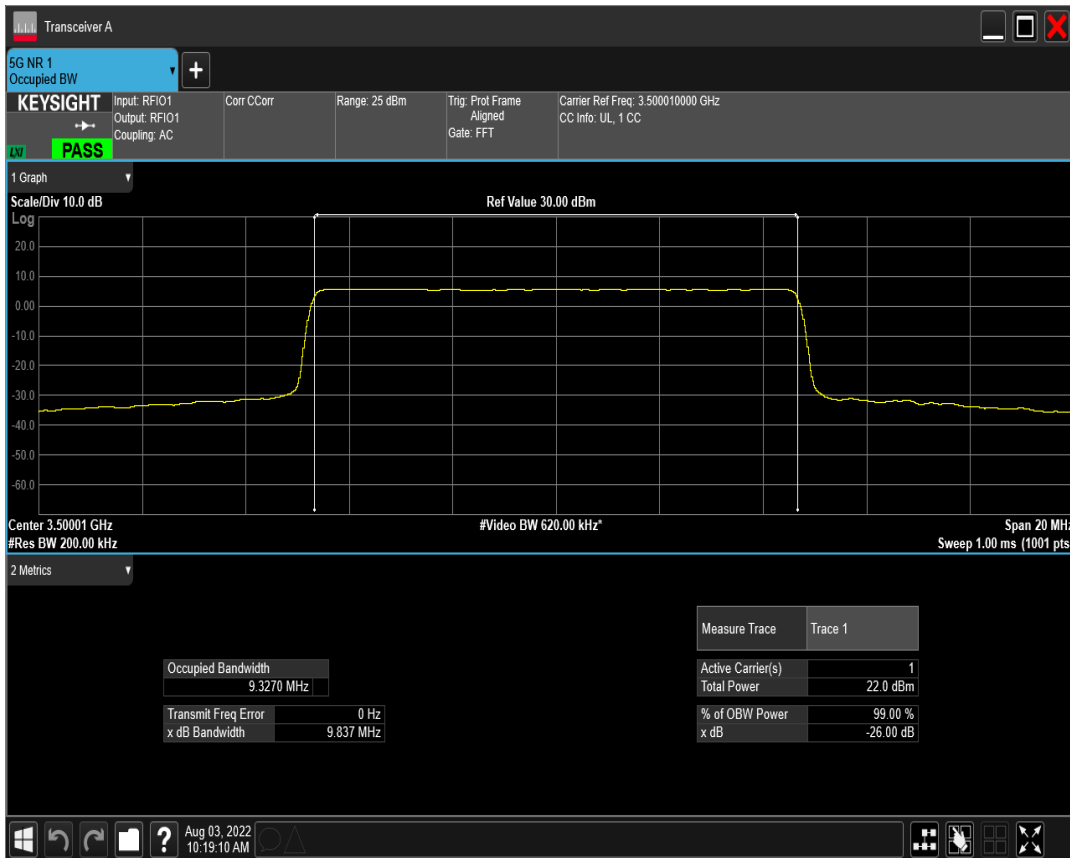 Transceiver A
5G NR 1
Occupied BW
KEYSIGHT
LXI
PASS
Input: RFIO1
Output: RFIO1
Coupling: AC
Corr CCorr
Range: 25 dBm
Trig: Prot Frame
Aligned
Gate: FFT
Carrier Ref Freq: 3.500010000 GHz
CC Info: UL, 1 CC
1 Graph
Scale/Div 10.0 dB
Ref Value 30.00 dBm
Log
20.0
10.0
0.00
-10.0
-20.0
-30.0
-40.0
-50.0
-60.0
Center 3.50001 GHz
#Video BW 620.00 kHz*
Span 20 MHz
#Res BW 200.00 kHz
Sweep 1.00 ms (1001 pts
2 Metrics
Measure Trace Trace 1
Occupied Bandwidth
9.3270 MHz
Transmit Freq Error 0 Hz
x dB Bandwidth 9.837 MHz
Active Carrier(s) 1
Total Power 22.0 dBm
% of OBW Power 99.00 %
x dB -26.00 dB
?
Aug 03, 2022
10:19:10 AM